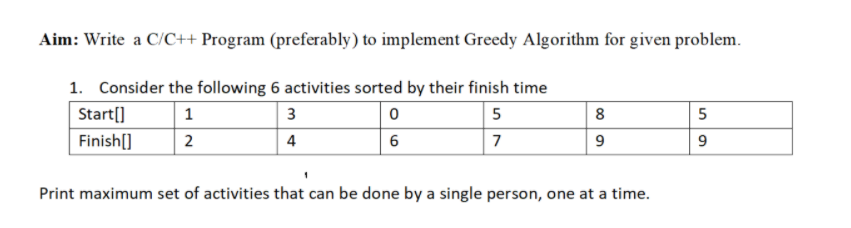 Aim: Write a C/C++ Program (preferably) to implement Greedy Algorithm for given problem.
1. Consider the following 6 activities sorted by their finish time
Start[] 1 3 0 5 8 5
Finish[] 2 4 6 7 9 9
Print maximum set of activities that can be done by a single person, one at a time.